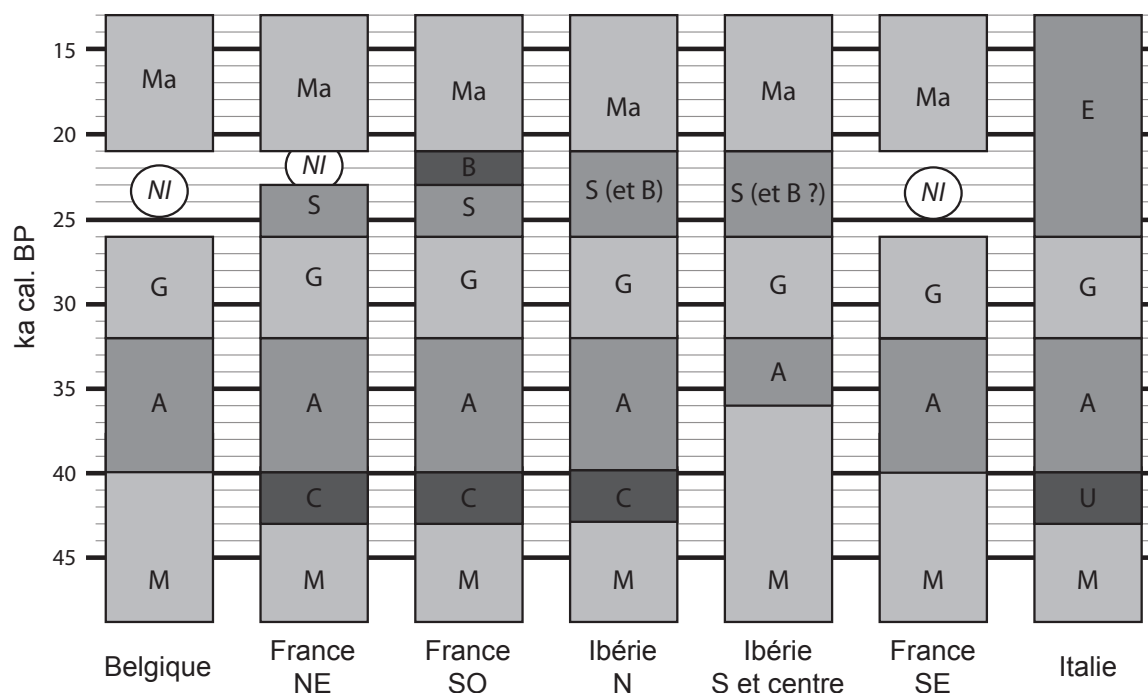 15
20
25
30
35
40
45
ka cal. BP
Ma
NI
G
A
M
Ma
NI
S
G
A
C
M
Ma
B
S
G
A
C
M
Ma
S (et B)
G
A
C
M
Ma
S (et B ?)
G
A
M
Ma
NI
G
A
M
E
G
A
U
M
Belgique
France
NE
France
SO
Ibérie
N
Ibérie
S et centre
France
SE
Italie